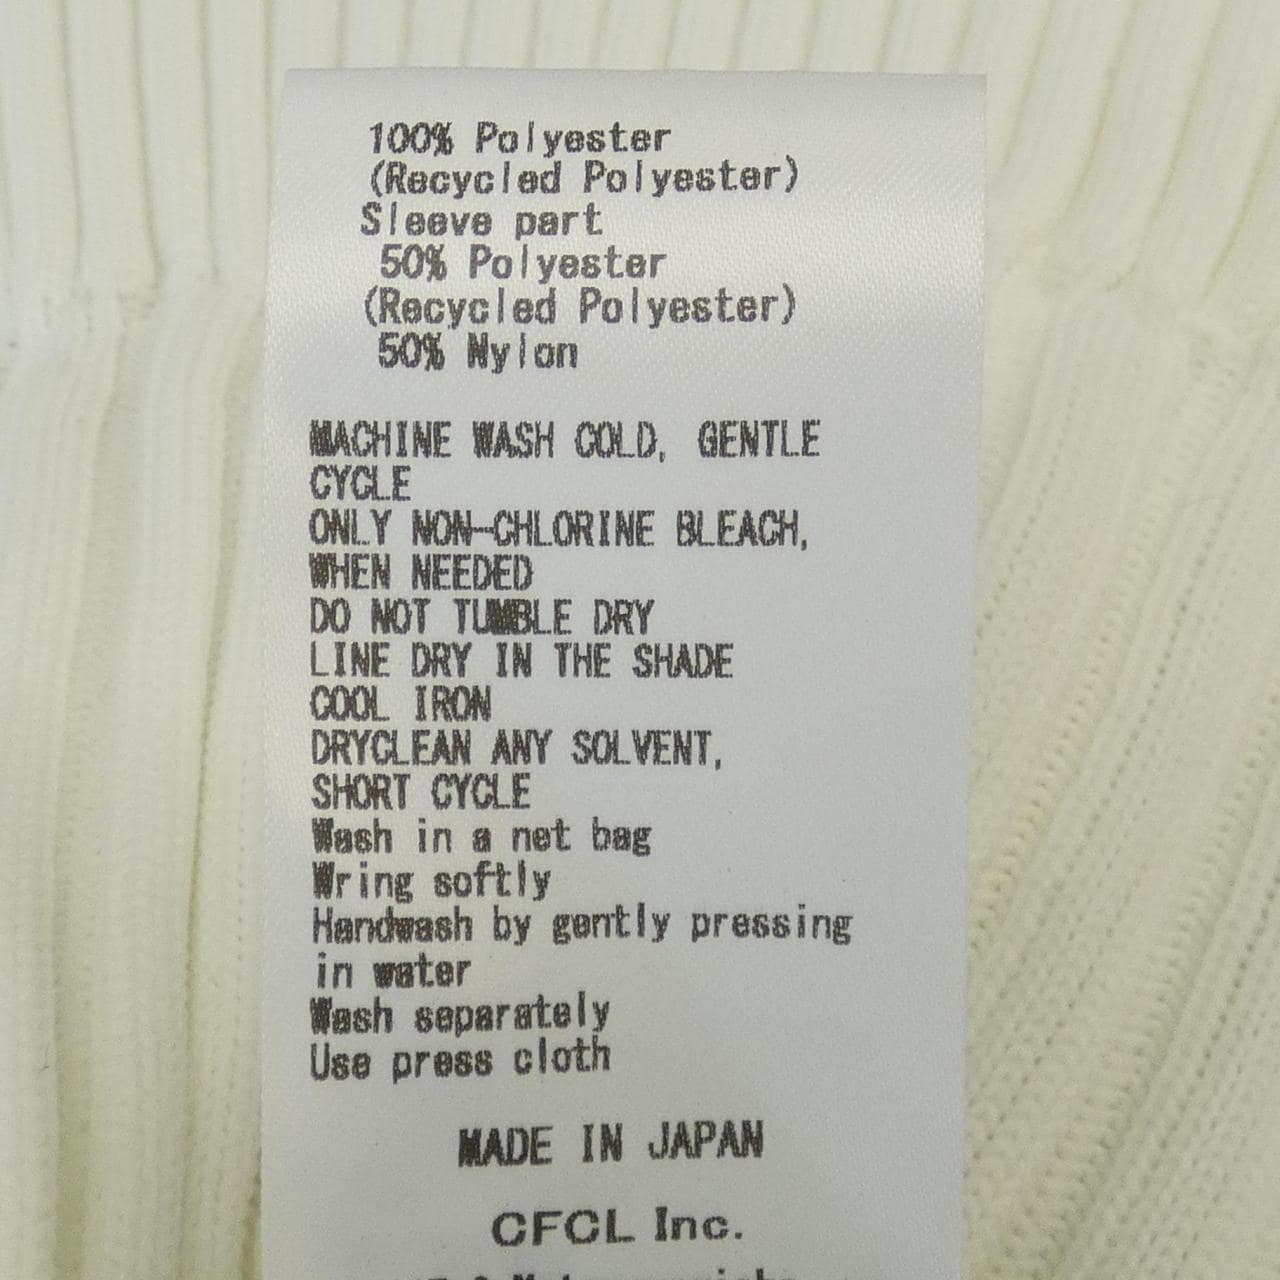 100% Polyester
(Recycled Polyester)
Sleeve part
50% Polyester
(Recycled Polyester)
50% Nylon
MACHINE WASH COLD, GENTLE
CYCLE
ONLY NON-CHLORINE BLEACH,
WHEN NEEDED
DO NOT TUMBLE DRY
LINE DRY IN THE SHADE
COOL IRON
DRYCLEAN ANY SOLVENT,
SHORT CYCLE
Wash in a net bag
Wring softly
Handwash by gently pressing
in water
Wash separately
Use press cloth
MADE IN JAPAN
CFCL Inc.